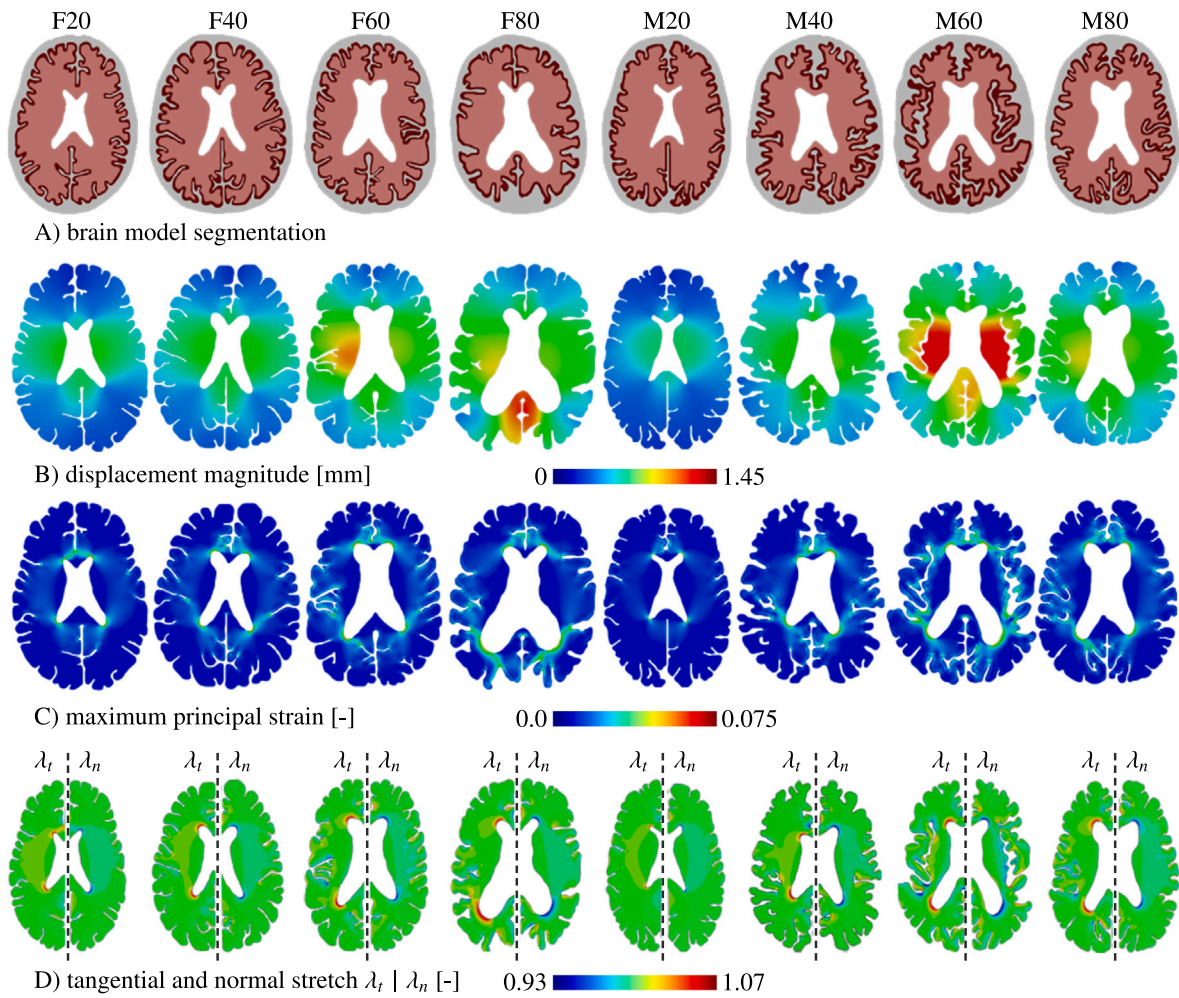 F20 F40 F60 F80 M20 M40 M60 M80
A) brain model segmentation
B) displacement magnitude [mm] 0 1.45
C) maximum principal strain [-] 0.0 0.075
λt λn λt λn λt λn λt λn λt λn λt λn λt λn λt λn
D) tangential and normal stretch λt | λn [-] 0.93 1.07